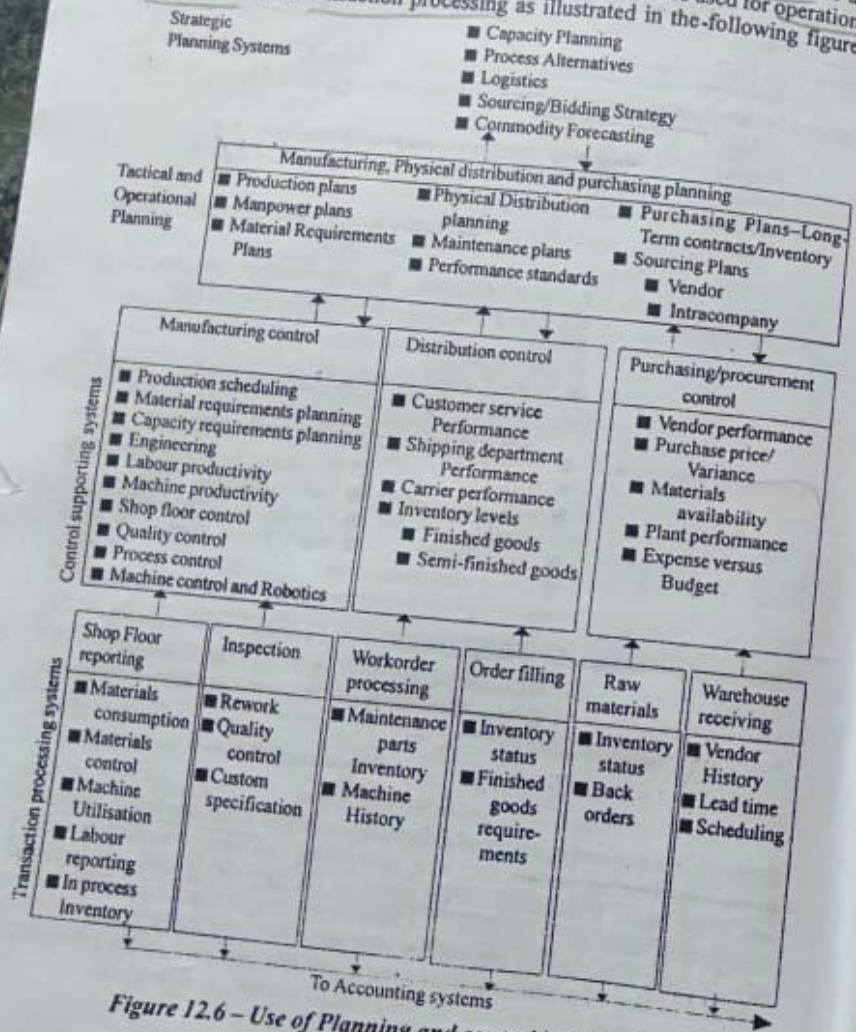 for operation
processing as illustrated in the-following figure
Strategic
Planning Systems
■ Capacity Planning
■ Process Alternatives
■ Logistics
■ Sourcing/Bidding Strategy
■ Commodity Forecasting
Manufacturing, Physical distribution and purchasing planning
Tactical and
Operational
Planning
■ Production plans
■ Manpower plans
■ Material Requirements
Plans
■ Physical Distribution
planning
■ Maintenance plans
■ Performance standards
■ Purchasing Plans–Long-
Term contracts/Inventory
■ Sourcing Plans
■ Vendor
■ Intracompany
Control supporting systems
Manufacturing control
■ Production scheduling
■ Material requirements planning
■ Capacity requirements planning
■ Engineering
■ Labour productivity
■ Machine productivity
■ Shop floor control
■ Quality control
■ Process control
■ Machine control and Robotics
Distribution control
■ Customer service
Performance
■ Shipping department
Performance
■ Carrier performance
■ Inventory levels
■ Finished goods
■ Semi-finished goods
Purchasing/procurement
control
■ Vendor performance
■ Purchase price/
Variance
■ Materials
availability
■ Plant performance
■ Expense versus
Budget
Transaction processing systems
Shop Floor
reporting
■ Materials
consumption
■ Materials
control
■ Machine
Utilisation
■ Labour
reporting
■ In process
Inventory
Inspection
■ Rework
■ Quality
control
■ Custom
specification
Workorder
processing
■ Maintenance
parts
Inventory
■ Machine
History
Order filling
■ Inventory
status
■ Finished
goods
require-
ments
Raw
materials
■ Inventory
status
■ Back
orders
Warehouse
receiving
■ Vendor
History
■ Lead time
■ Scheduling
To Accounting systems
Figure 12.6 – Use of Planning and